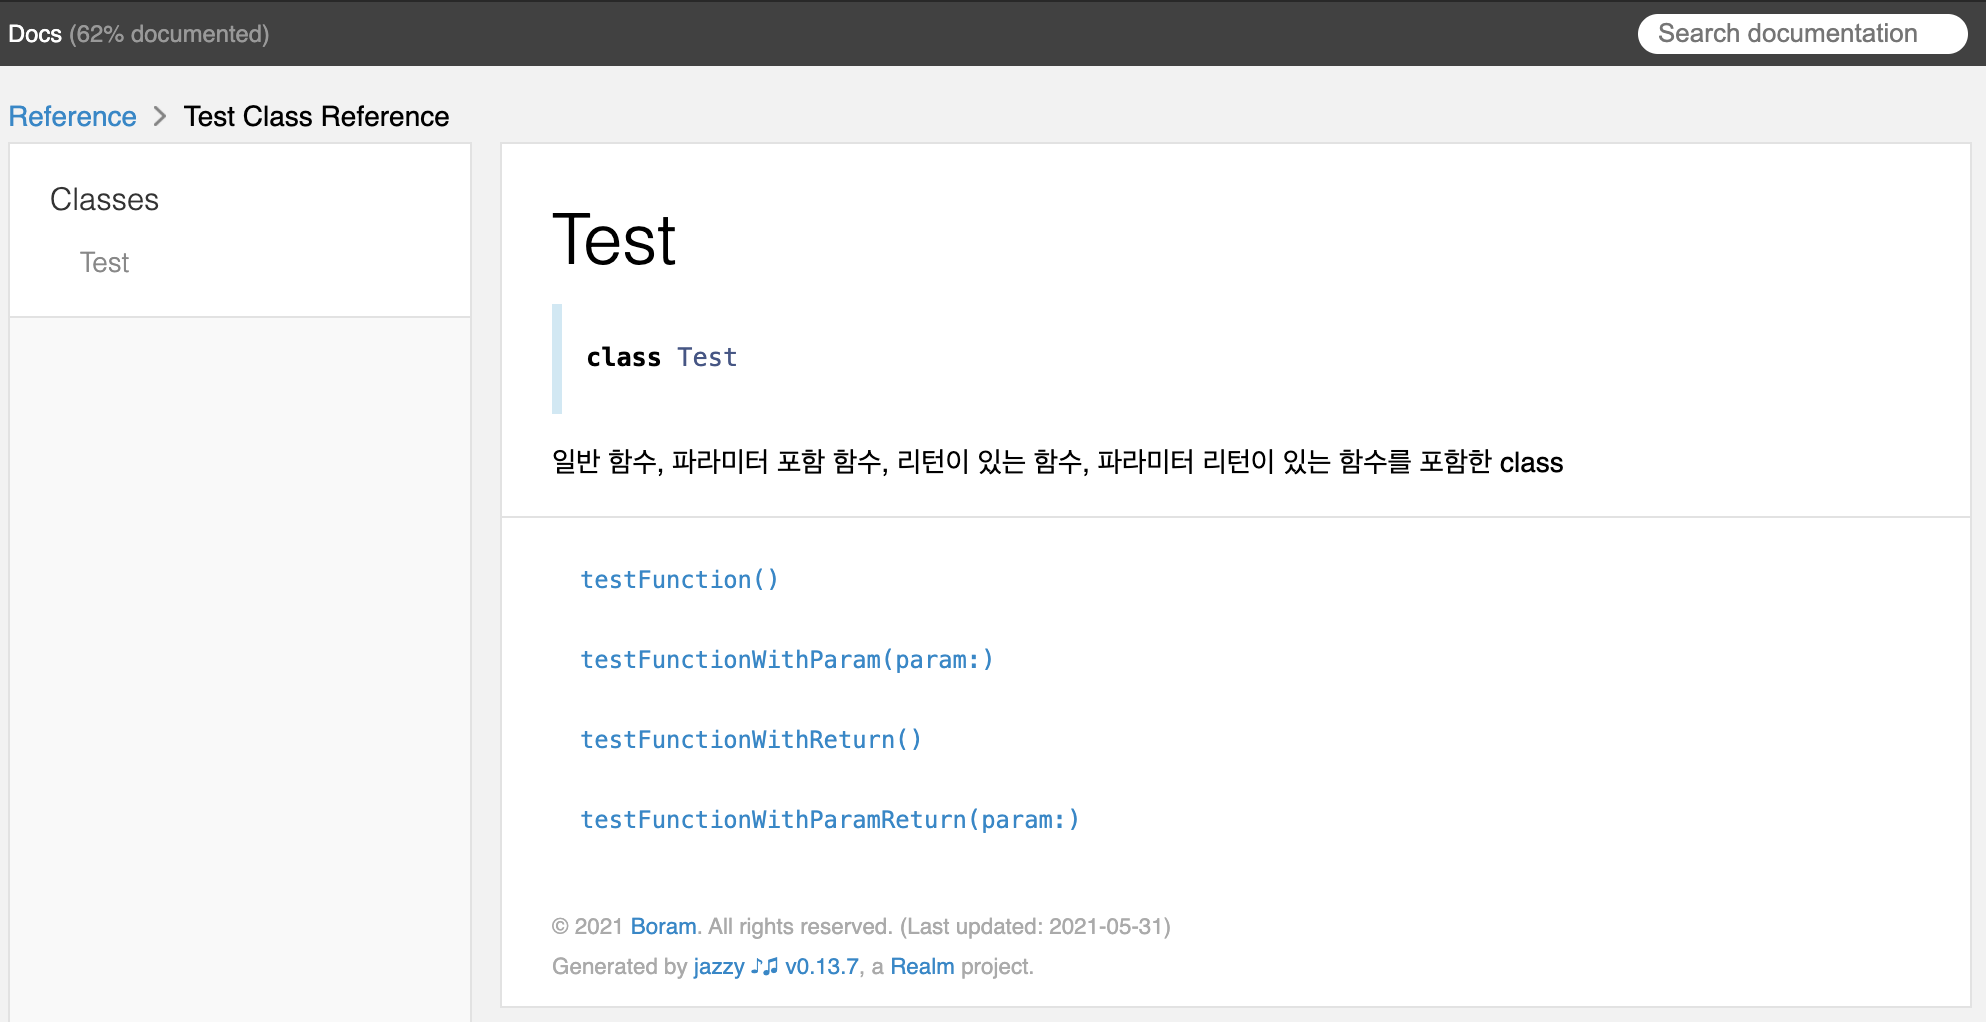 Docs (62% documented)
Search documentation
Reference > Test Class Reference
Classes
Test
Test
class Test
일반 함수, 파라미터 포함 함수, 리턴이 있는 함수, 파라미터 리턴이 있는 함수를 포함한 class
testFunction()
testFunctionWithParam(param:)
testFunctionWithReturn()
testFunctionWithParamReturn(param:)
© 2021 Boram. All rights reserved. (Last updated: 2021-05-31)
Generated by jazzy ♪♫ v0.13.7, a Realm project.